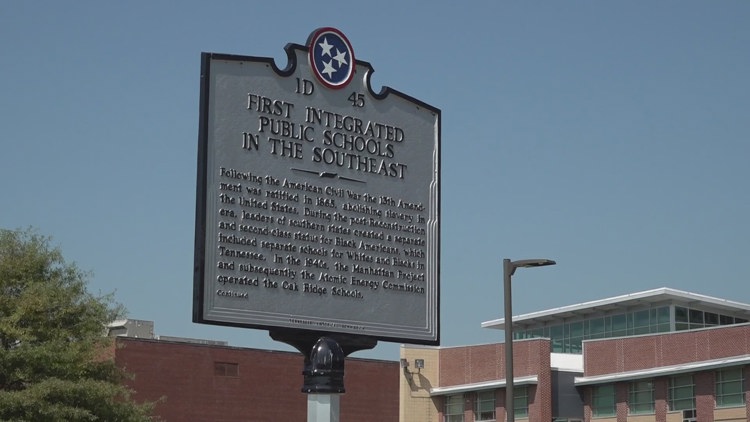 1D 45
FIRST INTEGRATED
PUBLIC SCHOOLS
IN THE SOUTHEAST
Following the American Civil War the 13th Amend-
ment was ratified in 1865, abolishing slavery in
the United States. During the post-Reconstruction
era, leaders of southern states created a separate
and second-class status for Black Americans, which
included separate schools for Whites and Blacks in
Tennessee. In the 1940s, the Manhattan Project
and subsequently the Atomic Energy Commission
operated the Oak Ridge Schools.
Continued